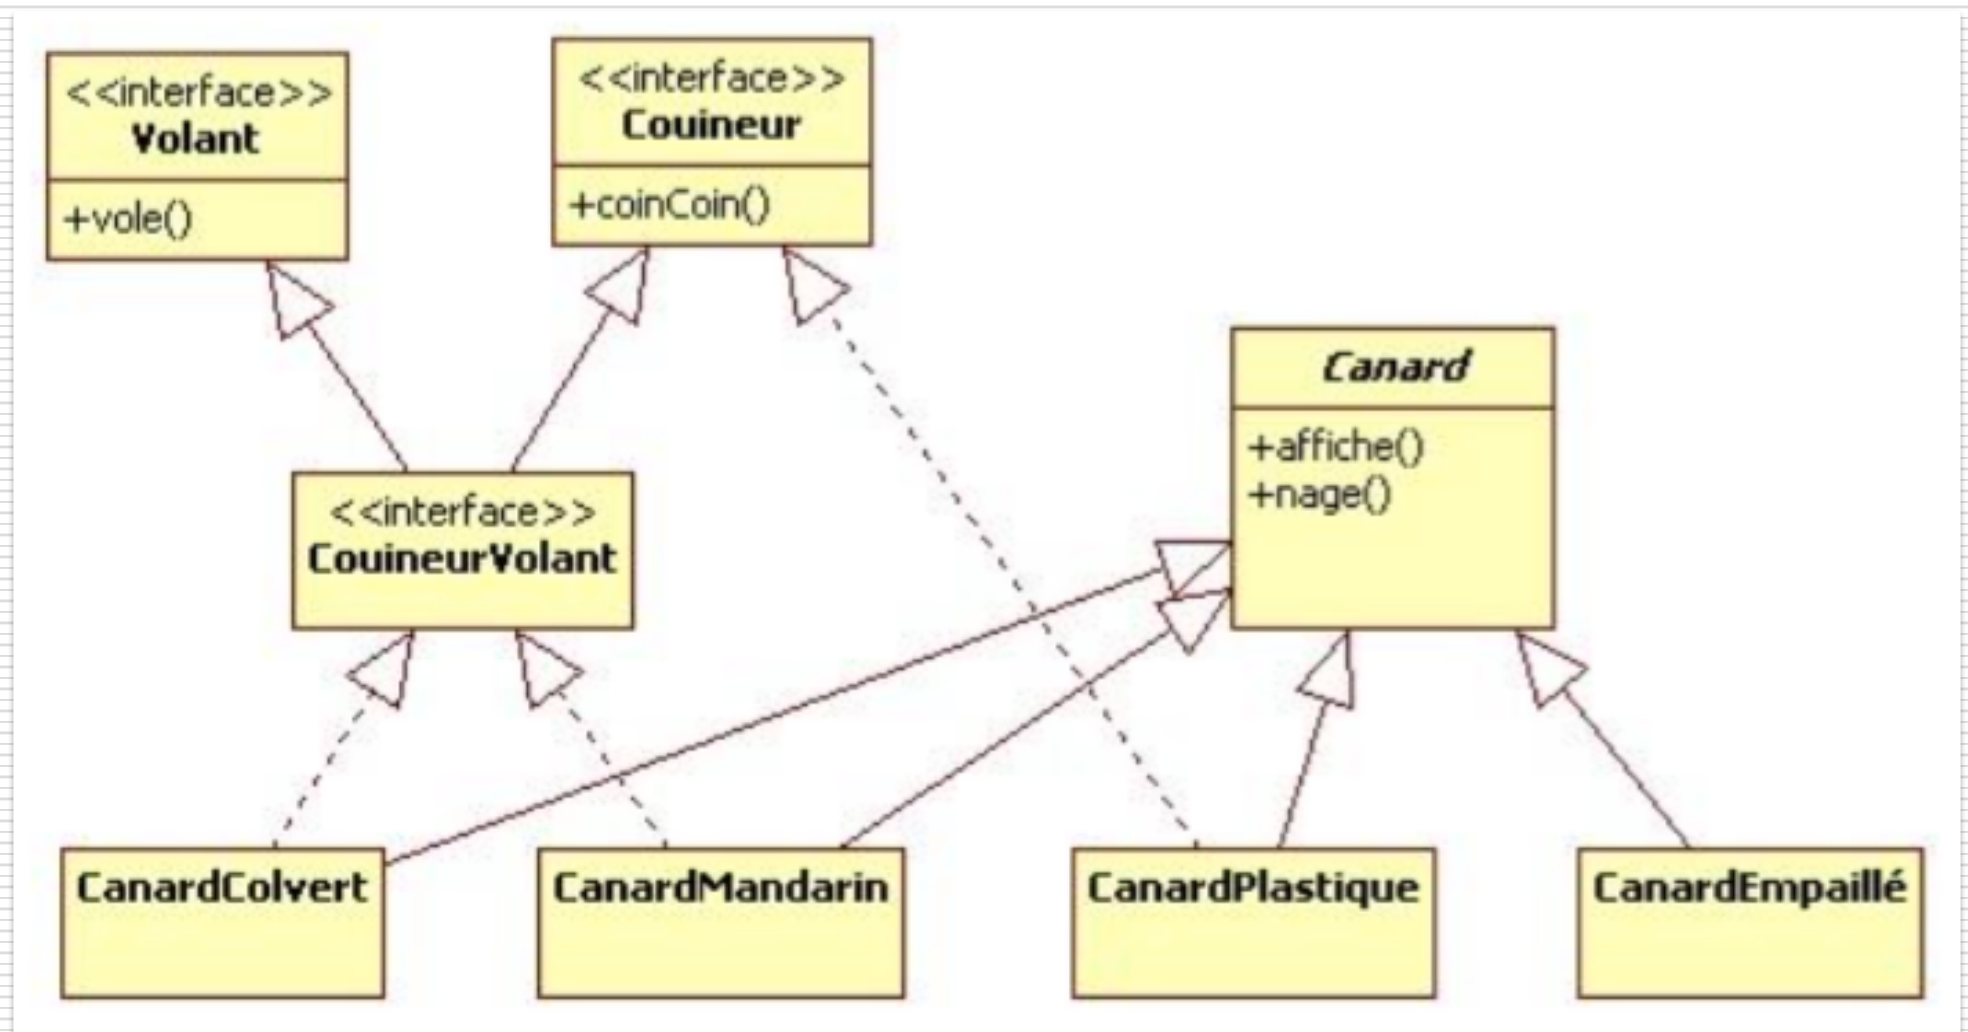 <<interface>>
Volant
+vole()
<<interface>>
Couineur
+coinCoin()
Canard
+affiche()
+nage()
<<interface>>
CouineurVolant
CanardColvert
CanardMandarin
CanardPlastique
CanardEmpaillé